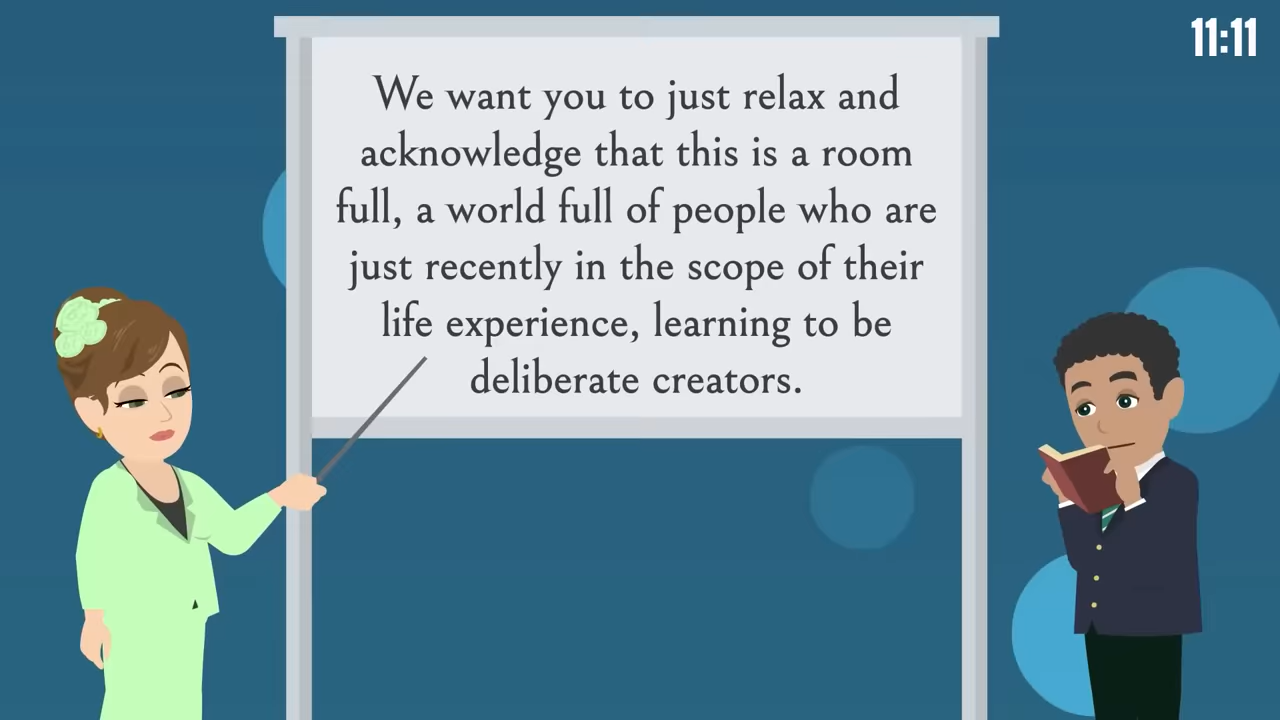 11:11
We want you to just relax and
acknowledge that this is a room
full, a world full of people who are
just recently in the scope of their
life experience, learning to be
deliberate creators.